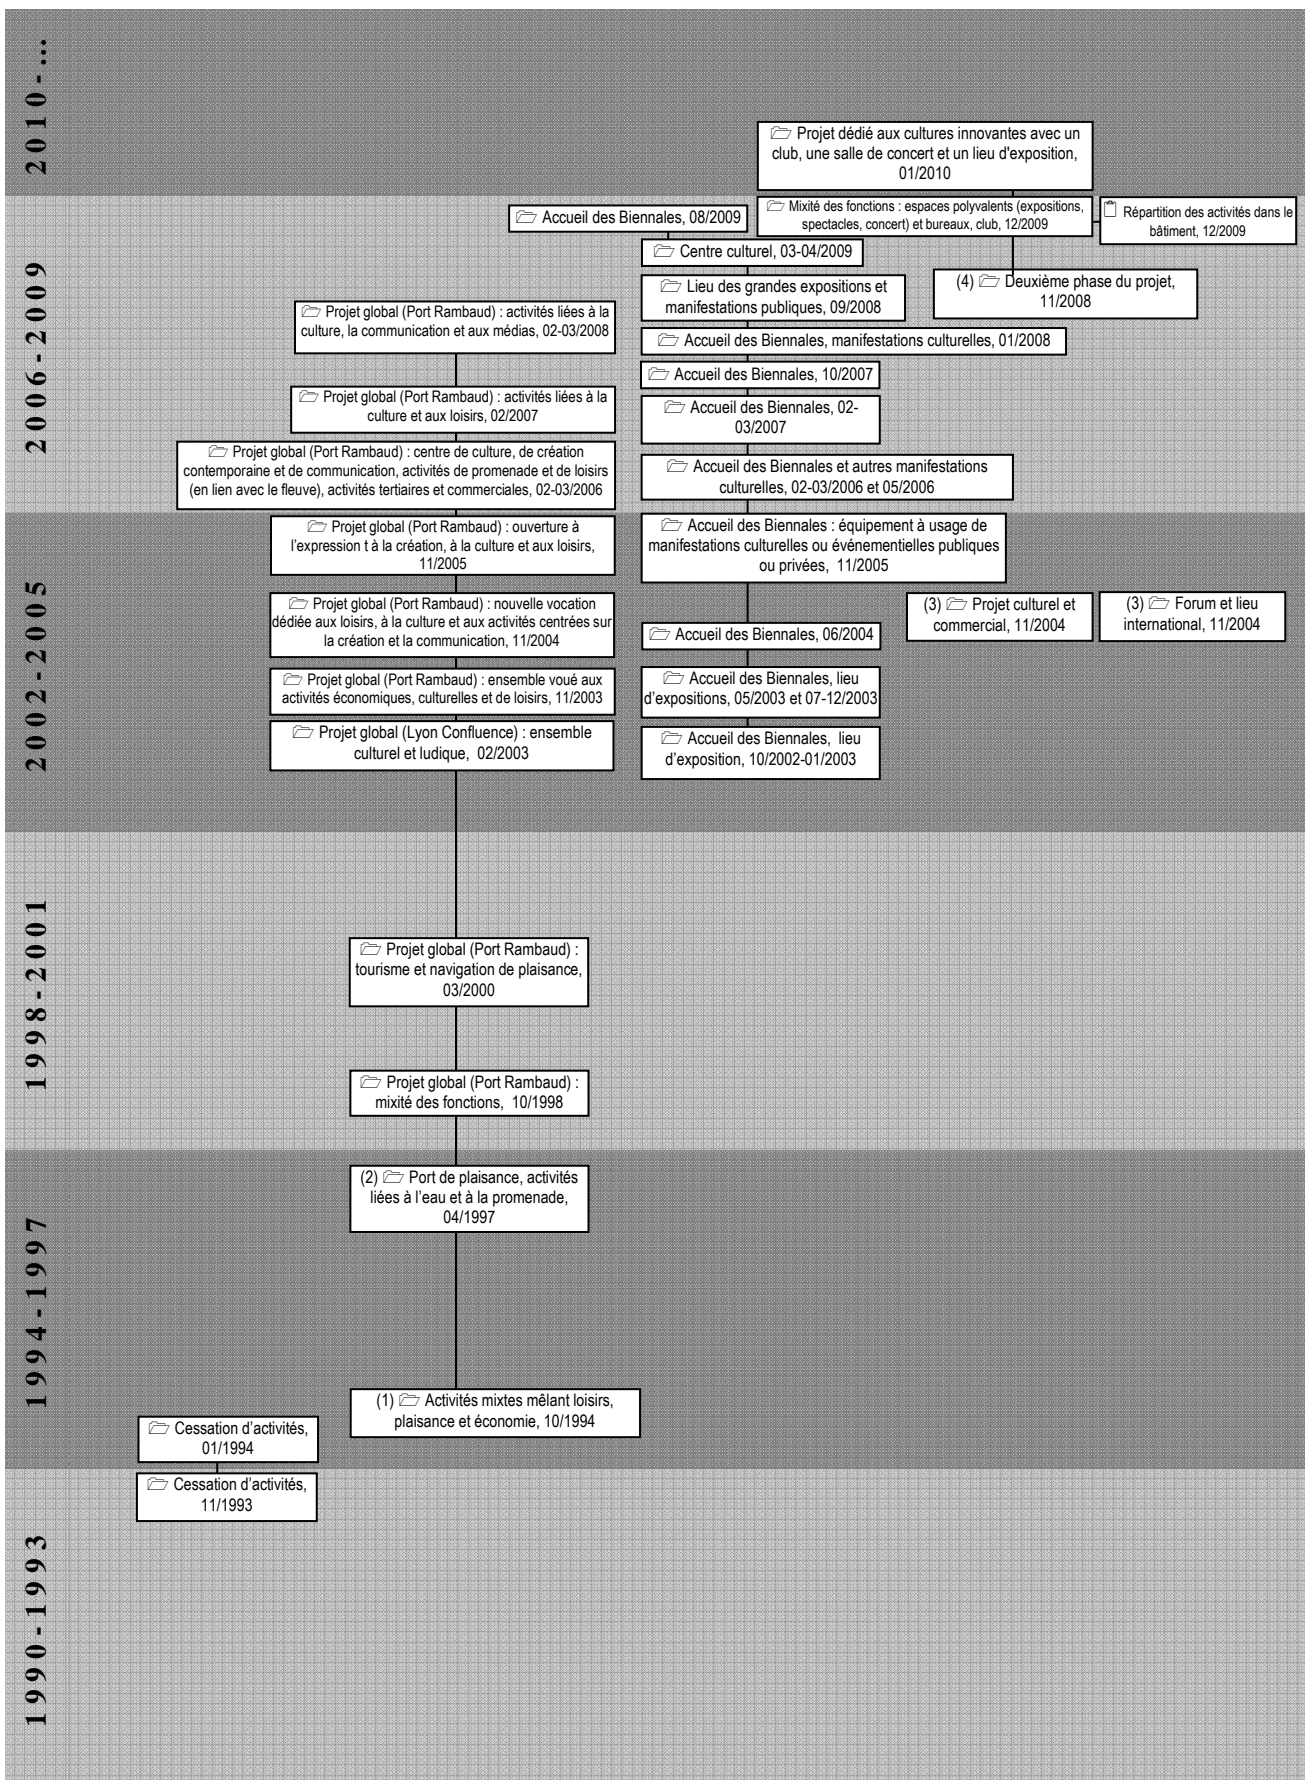 2010-...
Projet dédié aux cultures innovantes avec un
club, une salle de concert et un lieu d'exposition,
01/2010
2006-2009
Accueil des Biennales, 08/2009
Mixité des fonctions : espaces polyvalents (expositions,
spectacles, concert) et bureaux, club, 12/2009
Répartition des activités dans le
bâtiment, 12/2009
Centre culturel, 03-04/2009
Lieu des grandes expositions et
manifestations publiques, 09/2008
(4) Deuxième phase du projet,
11/2008
Projet global (Port Rambaud) : activités liées à la
culture, la communication et aux médias, 02-03/2008
Accueil des Biennales, manifestations culturelles, 01/2008
Accueil des Biennales, 10/2007
Projet global (Port Rambaud) : activités liées à la
culture et aux loisirs, 02/2007
Accueil des Biennales, 02-
03/2007
Projet global (Port Rambaud) : centre de culture, de création
contemporaine et de communication, activités de promenade et de loisirs
(en lien avec le fleuve), activités tertiaires et commerciales, 02-03/2006
Accueil des Biennales et autres manifestations
culturelles, 02-03/2006 et 05/2006
2002-2005
Projet global (Port Rambaud) : ouverture à
l'expression t à la création, à la culture et aux loisirs,
11/2005
Accueil des Biennales : équipement à usage de
manifestations culturelles ou événementielles publiques
ou privées, 11/2005
Projet global (Port Rambaud) : nouvelle vocation
dédiée aux loisirs, à la culture et aux activités centrées sur
la création et la communication, 11/2004
Accueil des Biennales, 06/2004
(3) Projet culturel et
commercial, 11/2004
(3) Forum et lieu
international, 11/2004
Projet global (Port Rambaud) : ensemble voué aux
activités économiques, culturelles et de loisirs, 11/2003
Accueil des Biennales, lieu
d'expositions, 05/2003 et 07-12/2003
Projet global (Lyon Confluence) : ensemble
culturel et ludique, 02/2003
Accueil des Biennales, lieu
d'exposition, 10/2002-01/2003
1998-2001
Projet global (Port Rambaud) :
tourisme et navigation de plaisance,
03/2000
Projet global (Port Rambaud) :
mixité des fonctions, 10/1998
1994-1997
(2) Port de plaisance, activités
liées à l'eau et à la promenade,
04/1997
(1) Activités mixtes mêlant loisirs,
plaisance et économie, 10/1994
Cessation d'activités,
01/1994
1990-1993
Cessation d'activités,
11/1993